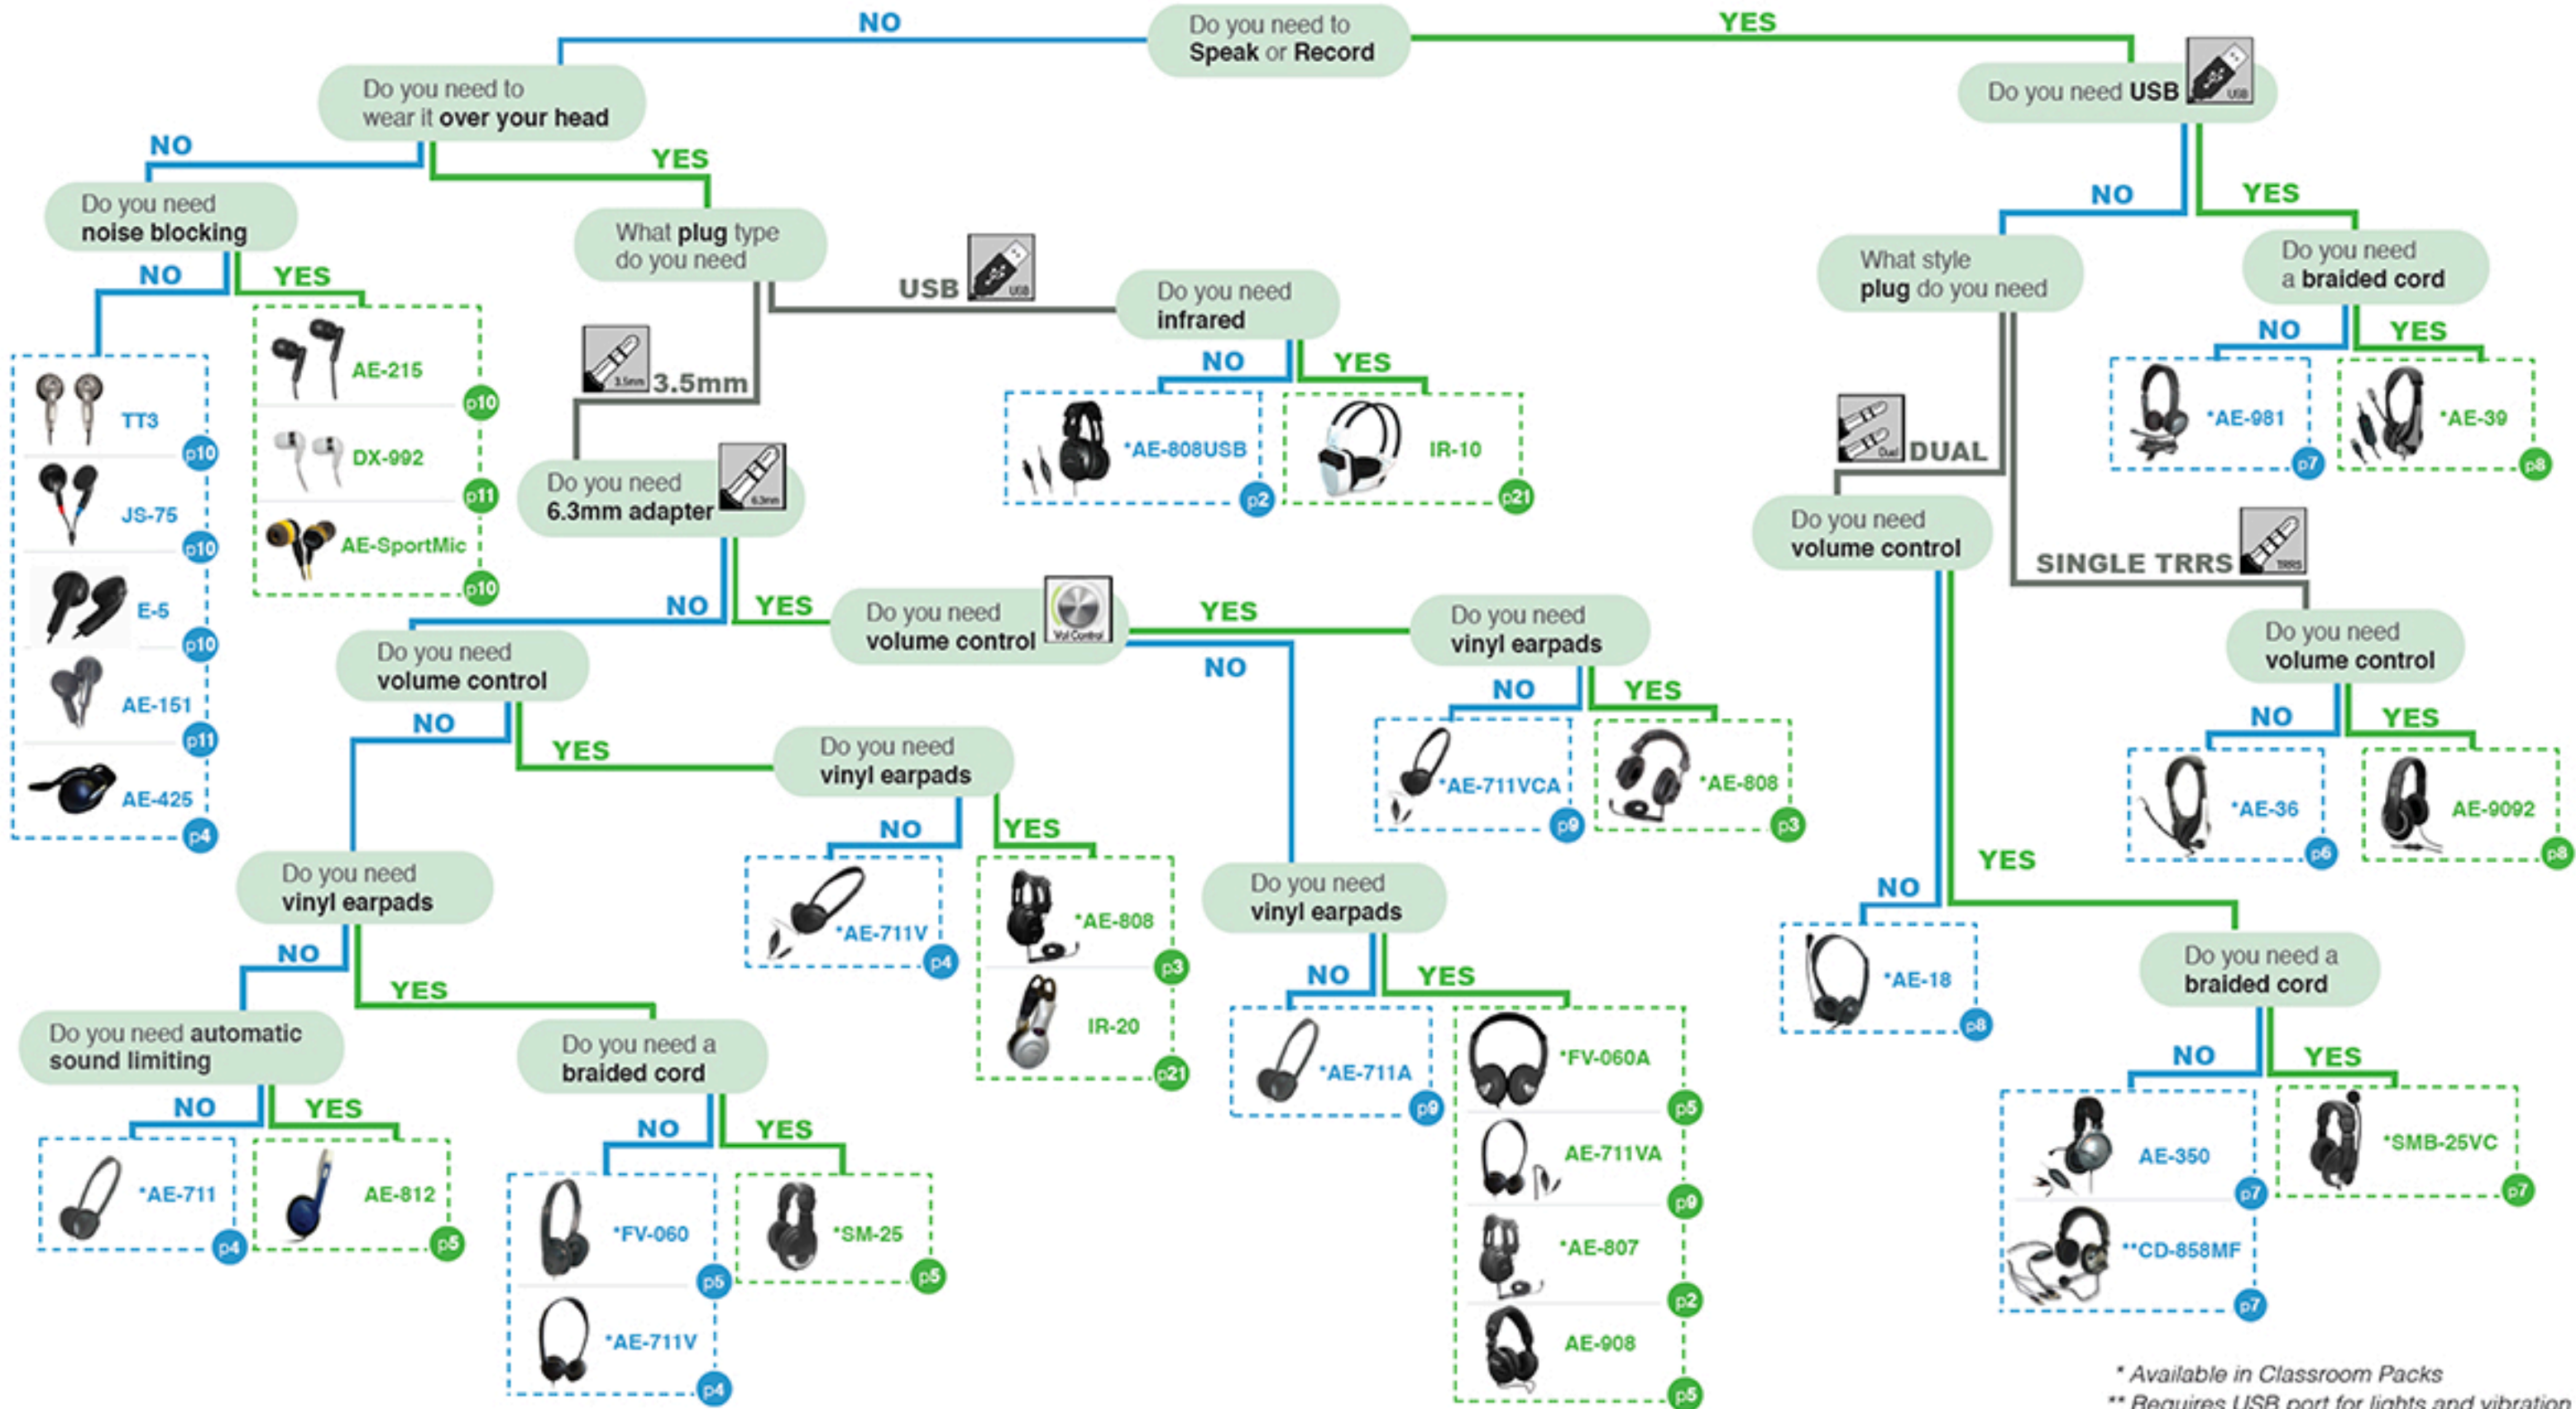 NO
Do you need to
Speak or Record
YES
Do you need to
wear it over your head
Do you need USB
USB
NO
YES
Do you need
noise blocking
NO
YES
TT3
p10
JS-75
p10
E-5
p10
AE-151
p11
AE-425
p4
AE-215
p10
DX-992
p11
AE-SportMic
p10
What plug type
do you need
USB
USB
Do you need
infrared
NO
YES
*AE-808USB
p2
IR-10
p21
3.5mm
3.5mm
Do you need
6.3mm adapter
6.3mm
NO
YES
Do you need
volume control
NO
YES
Do you need
vinyl earpads
NO
YES
Do you need automatic
sound limiting
NO
YES
*AE-711
p4
AE-812
p5
Do you need a
braided cord
NO
YES
*FV-060
p5
*AE-711V
p4
*SM-25
p5
Do you need
vinyl earpads
NO
YES
*AE-711V
p4
*AE-808
p3
IR-20
p21
Do you need
volume control
Vol Control
YES
NO
Do you need
vinyl earpads
NO
YES
*AE-711VCA
p9
*AE-808
p3
Do you need
vinyl earpads
NO
YES
*AE-711A
p9
*FV-060A
p5
AE-711VA
p9
*AE-807
p2
AE-908
p5
NO
YES
What style
plug do you need
Do you need
a braided cord
NO
YES
*AE-981
p7
*AE-39
p8
Dual
DUAL
Do you need
volume control
SINGLE TRRS
TRRS
Do you need
volume control
NO
YES
*AE-36
p6
AE-9092
p8
NO
YES
*AE-18
p8
Do you need a
braided cord
NO
YES
AE-350
p7
**CD-858MF
p7
*SMB-25VC
p7
* Available in Classroom Packs
** Requires USB port for lights and vibration